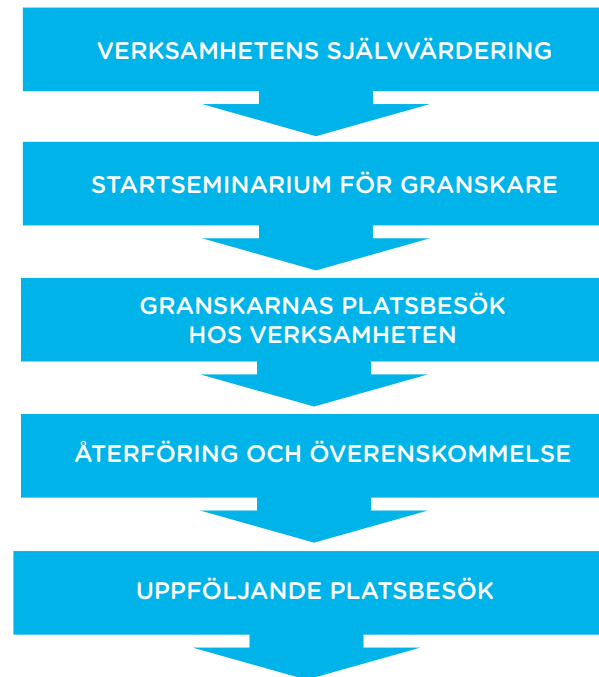 VERKSAMHETENS SJÄLVVÄRDERING
STARTSEMINARIUM FÖR GRANSKARE
GRANSKARNAS PLATSBESÖK
HOS VERKSAMHETEN
ÅTERFÖRING OCH ÖVERENSKOMMELSE
UPPFÖLJANDE PLATSBESÖK